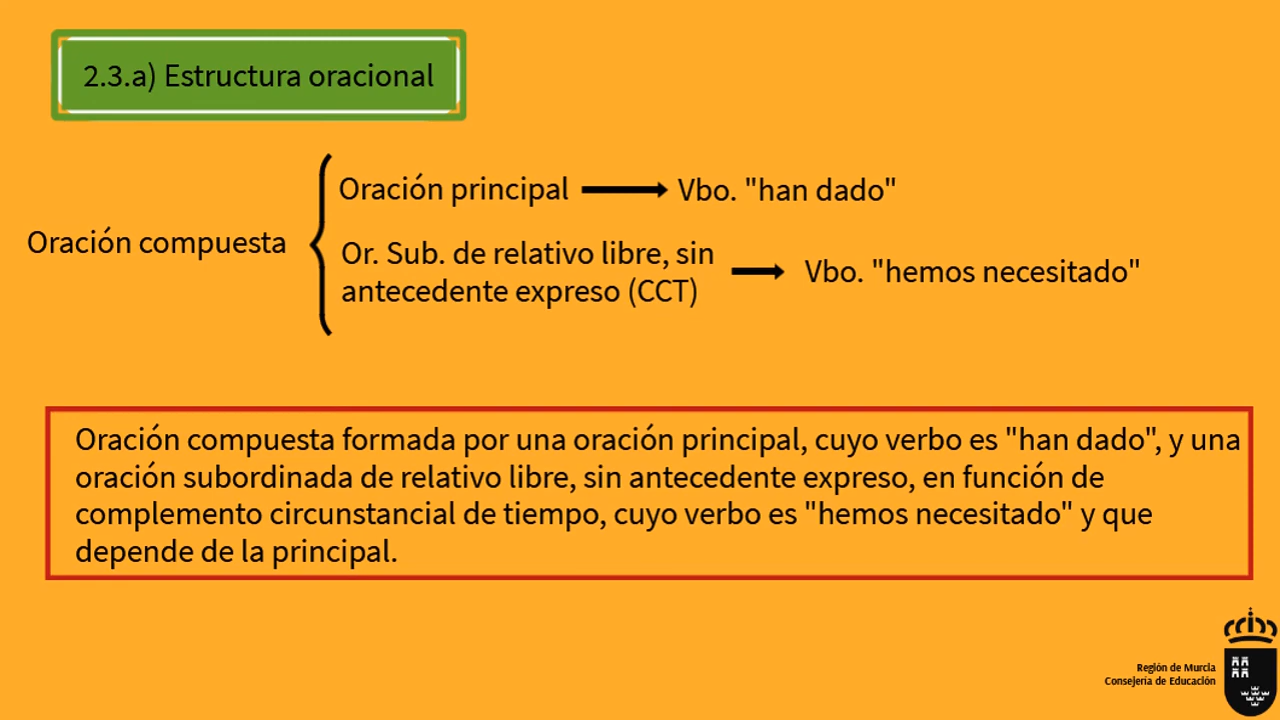 2.3.a) Estructura oracional
Oración principal
Vbo. "han dado"
Oración compuesta
Or. Sub. de relativo libre, sin
antecedente expreso (CCT)
Vbo. "hemos necesitado"
Oración compuesta formada por una oración principal, cuyo verbo es "han dado", y una
oración subordinada de relativo libre, sin antecedente expreso, en función de
complemento circunstancial de tiempo, cuyo verbo es "hemos necesitado" y que
depende de la principal.
Región de Murcia
Consejería de Educación